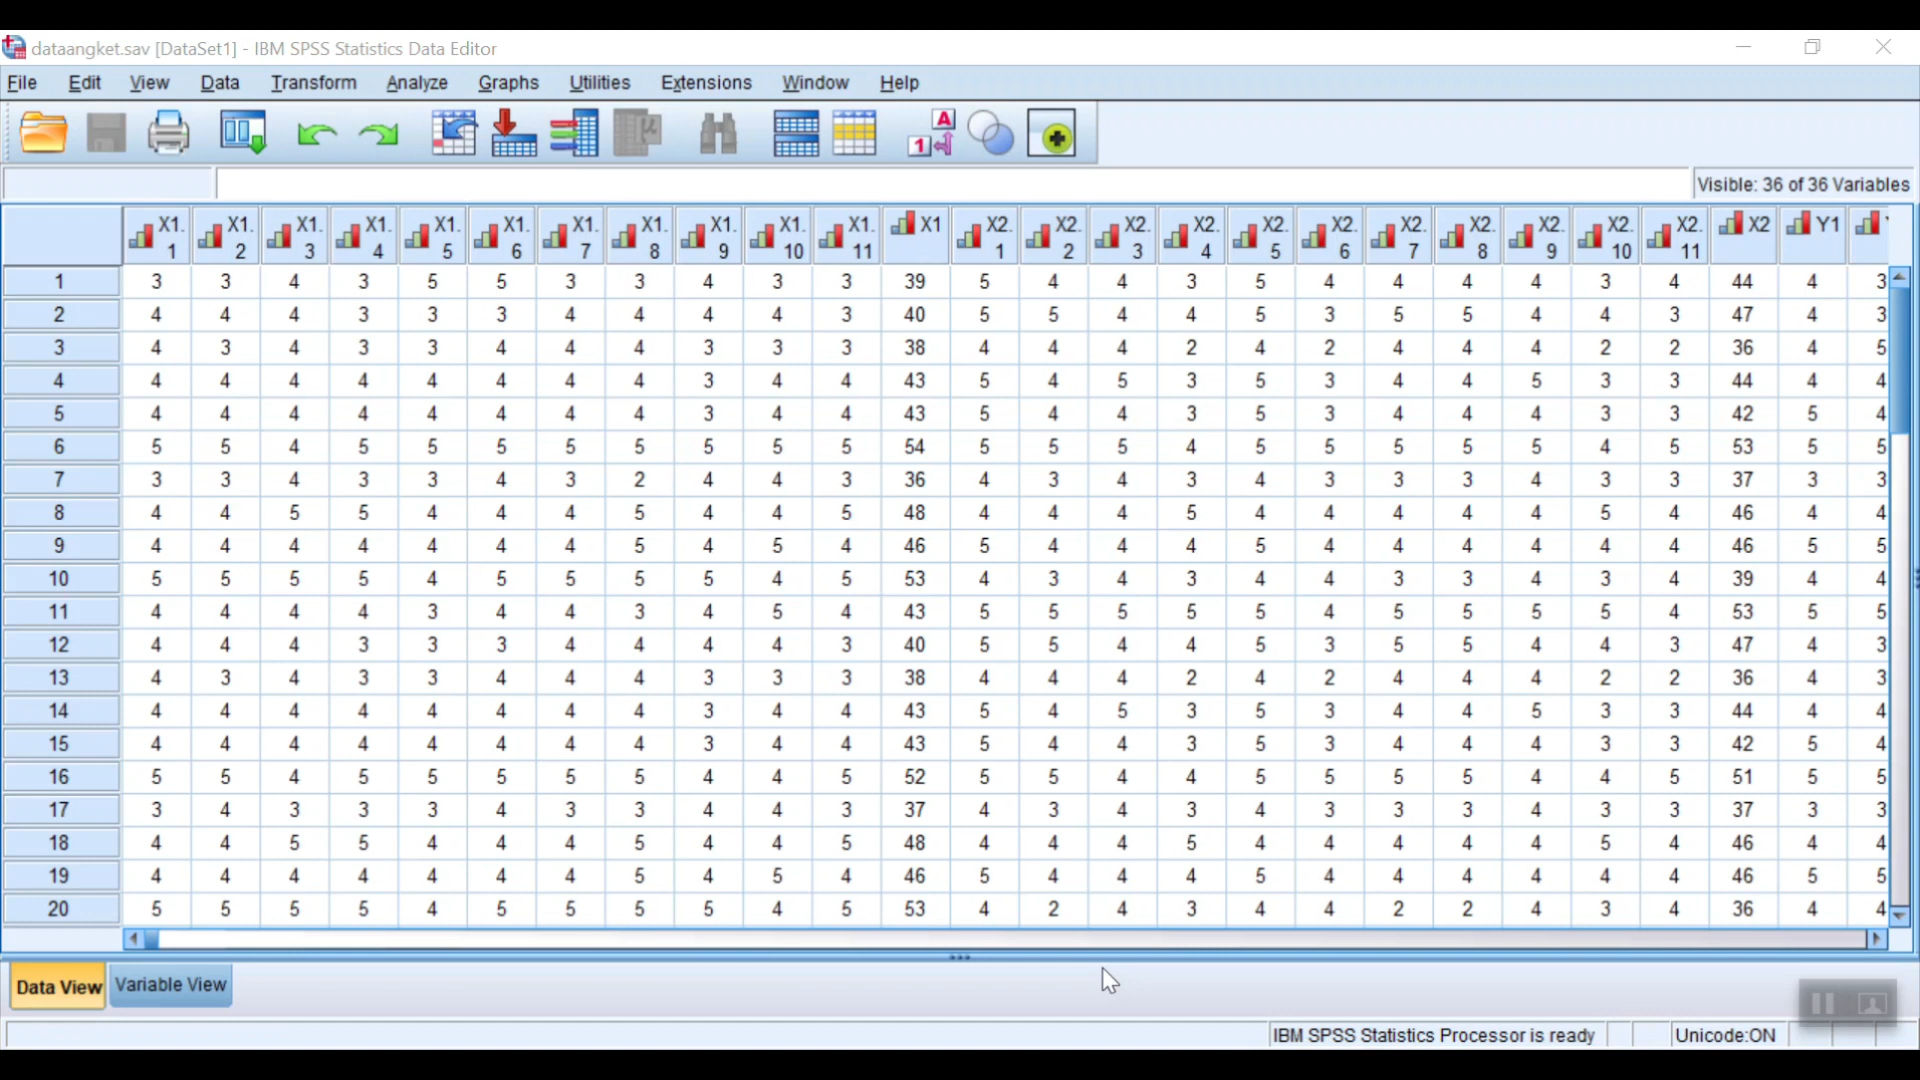 dataangket.sav [DataSet1] - IBM SPSS Statistics Data Editor
File Edit View Data Transform Analyze Graphs Utilities Extensions Window Help
Visible: 36 of 36 Variables
X1.1 X1.2 X1.3 X1.4 X1.5 X1.6 X1.7 X1.8 X1.9 X1.10 X1.11 X1 X2.1 X2.2 X2.3 X2.4 X2.5 X2.6 X2.7 X2.8 X2.9 X2.10 X2.11 X2 Y1
1 3 3 4 3 5 5 3 3 4 3 3 39 5 4 4 3 5 4 4 4 4 3 4 44 4 3
2 4 4 4 3 3 3 4 4 4 4 3 40 5 5 4 4 5 3 5 5 4 4 3 47 4 3
3 4 3 4 3 3 4 4 4 3 3 3 38 4 4 4 2 4 2 4 4 4 2 2 36 4 5
4 4 4 4 4 4 4 4 4 3 4 4 43 5 4 5 3 5 3 4 4 5 3 3 44 4 4
5 4 4 4 4 4 4 4 4 3 4 4 43 5 4 4 3 5 3 4 4 4 3 3 42 5 4
6 5 5 4 5 5 5 5 5 5 5 5 54 5 5 5 4 5 5 5 5 5 4 5 53 5 5
7 3 3 4 3 3 4 3 2 4 4 3 36 4 3 4 3 4 3 3 3 4 3 3 37 3 3
8 4 4 5 5 4 4 4 5 4 4 5 48 4 4 4 5 4 4 4 4 4 5 4 46 4 4
9 4 4 4 4 4 4 4 5 4 5 4 46 5 4 4 4 5 4 4 4 4 4 4 46 5 5
10 5 5 5 5 4 5 5 5 5 4 5 53 4 3 4 3 4 4 3 3 4 3 4 39 4 4
11 4 4 4 4 3 4 4 3 4 5 4 43 5 5 5 5 5 4 5 5 5 5 4 53 5 5
12 4 4 4 3 3 3 4 4 4 4 3 40 5 5 4 4 5 3 5 5 4 4 3 47 4 3
13 4 3 4 3 3 4 4 4 3 3 3 38 4 4 4 2 4 2 4 4 4 2 2 36 4 3
14 4 4 4 4 4 4 4 4 3 4 4 43 5 4 5 3 5 3 4 4 5 3 3 44 4 4
15 4 4 4 4 4 4 4 4 3 4 4 43 5 4 4 3 5 3 4 4 4 3 3 42 5 4
16 5 5 4 5 5 5 5 5 4 4 5 52 5 5 4 4 5 5 5 5 4 4 5 51 5 5
17 3 4 3 3 3 4 3 3 4 4 3 37 4 3 4 3 4 3 3 3 4 3 3 37 3 3
18 4 4 5 5 4 4 4 5 4 4 5 48 4 4 4 5 4 4 4 4 4 5 4 46 4 4
19 4 4 4 4 4 4 4 5 4 5 4 46 5 4 4 4 5 4 4 4 4 4 4 46 5 5
20 5 5 5 5 4 5 5 5 5 4 5 53 4 2 4 3 4 4 2 2 4 3 4 36 4 4
Data View Variable View
IBM SPSS Statistics Processor is ready Unicode:ON